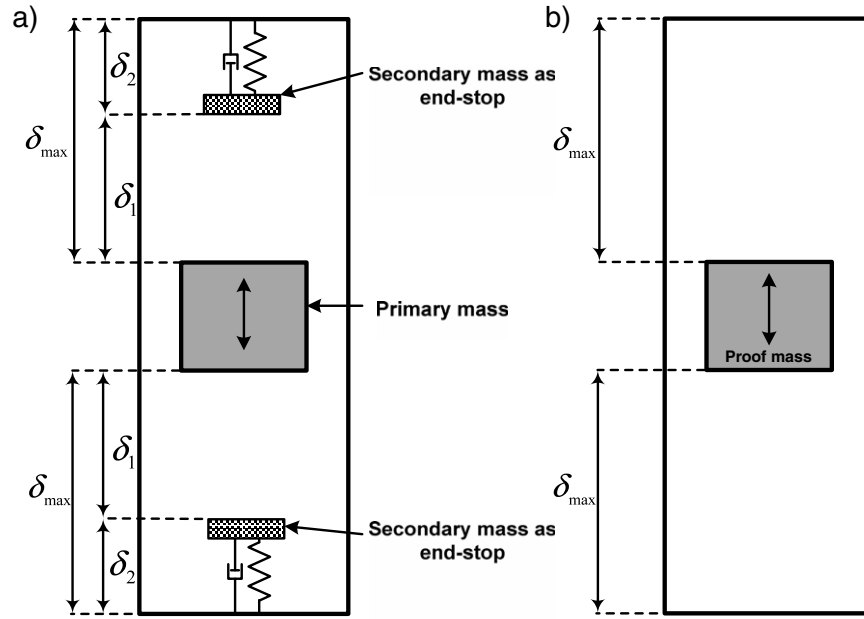 a)
b)
δ2
Secondary mass as
end-stop
δmax
δmax
δ1
Primary mass
Proof mass
δ1
δmax
δmax
Secondary mass as
end-stop
δ2